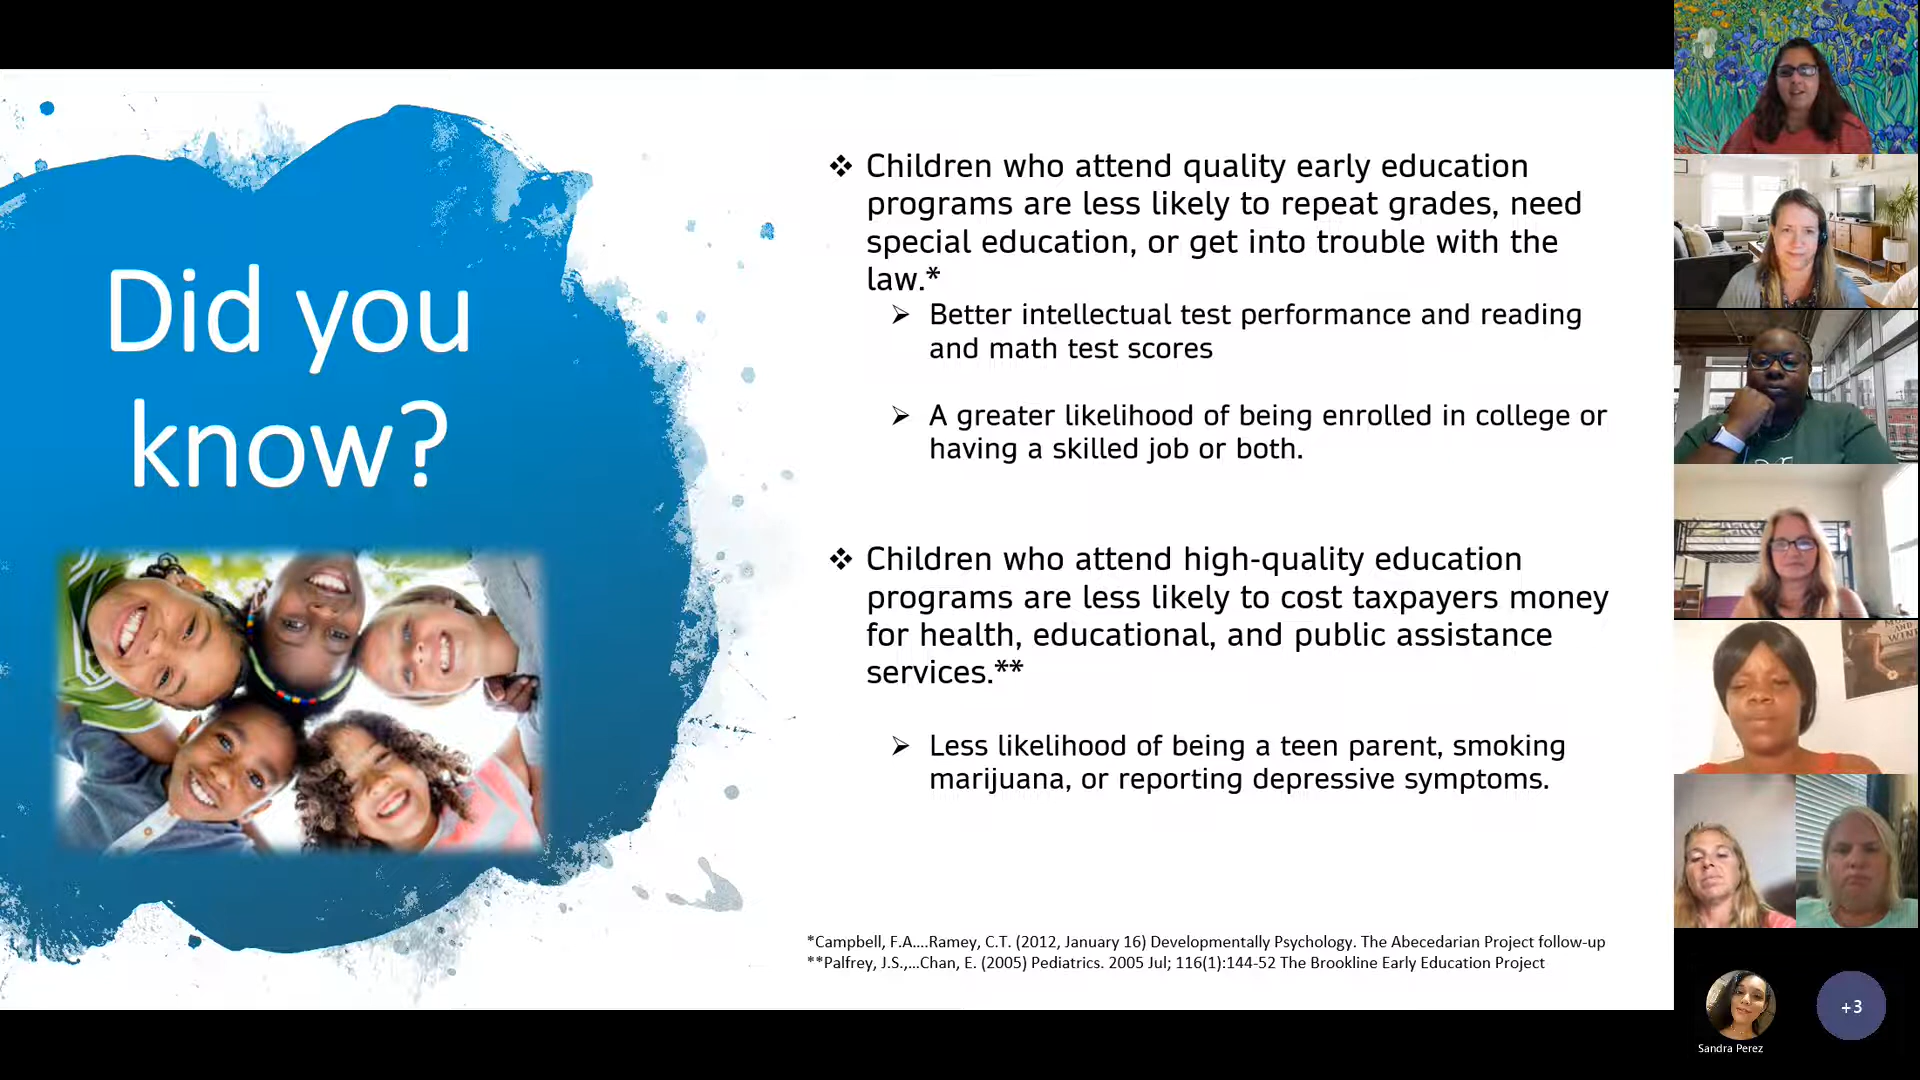 Did you
know?
❖ Children who attend quality early education
programs are less likely to repeat grades, need
special education, or get into trouble with the
law.*
➢ Better intellectual test performance and reading
and math test scores
➢ A greater likelihood of being enrolled in college or
having a skilled job or both.
❖ Children who attend high-quality education
programs are less likely to cost taxpayers money
for health, educational, and public assistance
services.**
➢ Less likelihood of being a teen parent, smoking
marijuana, or reporting depressive symptoms.
*Campbell, F.A....Ramey, C.T. (2012, January 16) Developmentally Psychology. The Abecedarian Project follow-up
**Palfrey, J.S.,...Chan, E. (2005) Pediatrics. 2005 Jul; 116(1):144-52 The Brookline Early Education Project
AND
Sandra Perez
+3